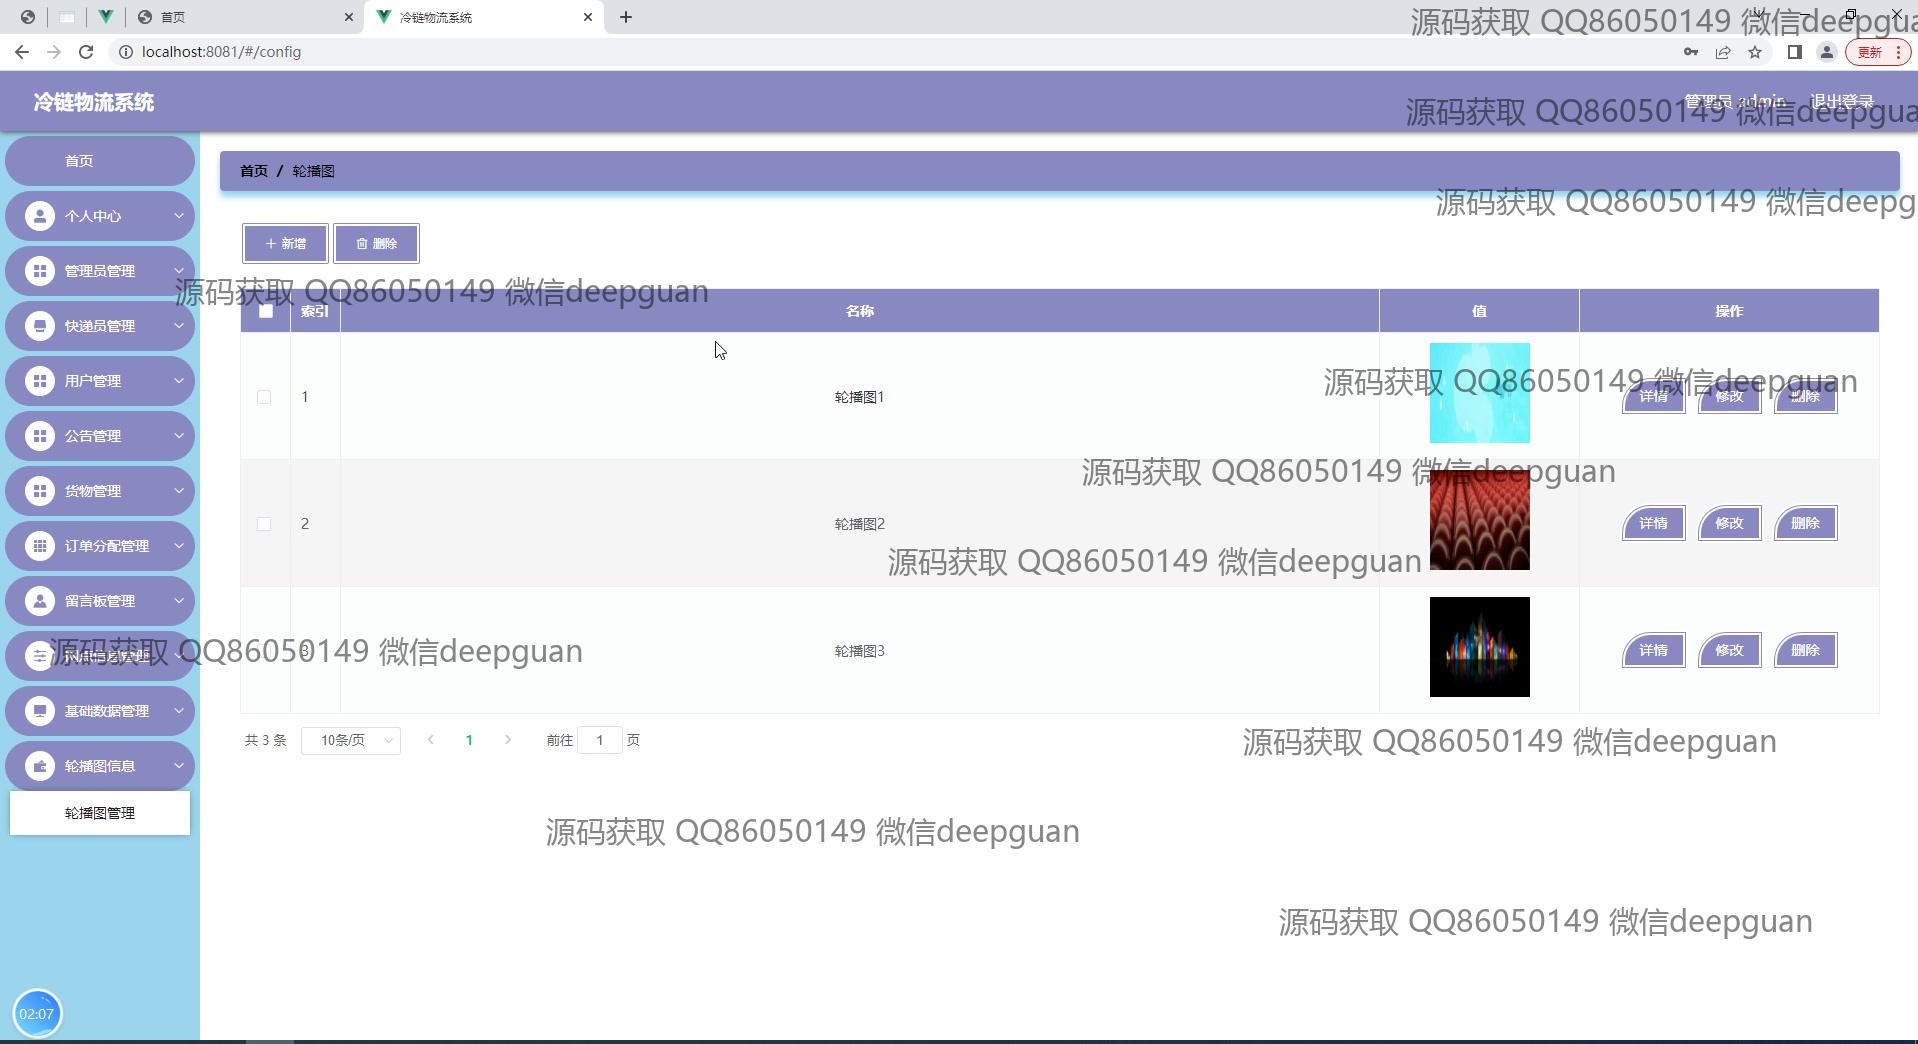 首页
冷链物流系统
源码获取 QQ86050149 微信deepgua
localhost:8081/#/config
更新
冷链物流系统
管理员 admin
退出登录
源码获取 QQ86050149 微信deepgua
首页
首页 / 轮播图
个人中心
源码获取 QQ86050149 微信deepg
新增
删除
管理员管理
源码获取 QQ86050149 微信deepguan
索引
名称
值
操作
快递员管理
用户管理
源码获取 QQ86050149 微信deepguan
1
轮播图1
详情
修改
删除
公告管理
源码获取 QQ86050149 微信deepguan
货物管理
2
轮播图2
详情
修改
删除
订单分配管理
源码获取 QQ86050149 微信deepguan
留言板管理
源码获取 QQ86050149 微信deepguan
3
轮播图3
详情
修改
删除
基础数据管理
共 3 条
10条/页
1
前往
1
页
源码获取 QQ86050149 微信deepguan
轮播图信息
轮播图管理
源码获取 QQ86050149 微信deepguan
源码获取 QQ86050149 微信deepguan
02:07